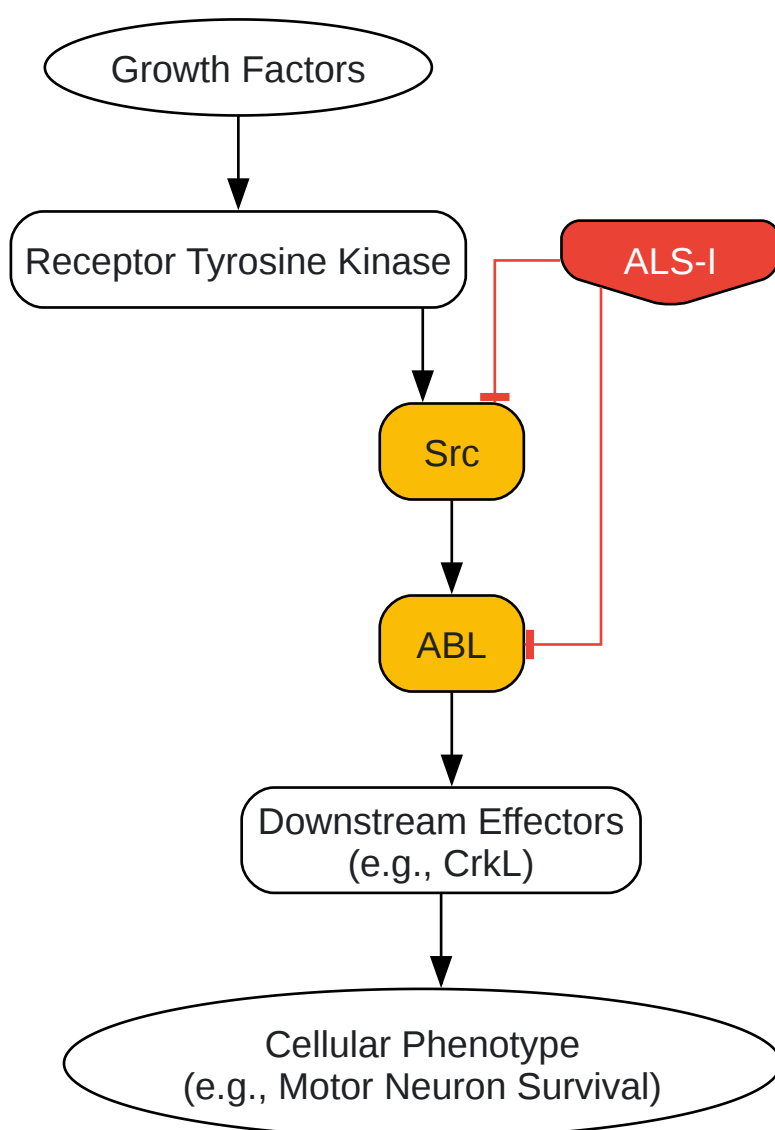 Growth Factors
Receptor Tyrosine Kinase
ALS-I
Src
ABL
Downstream Effectors
(e.g., CrkL)
Cellular Phenotype
(e.g., Motor Neuron Survival)